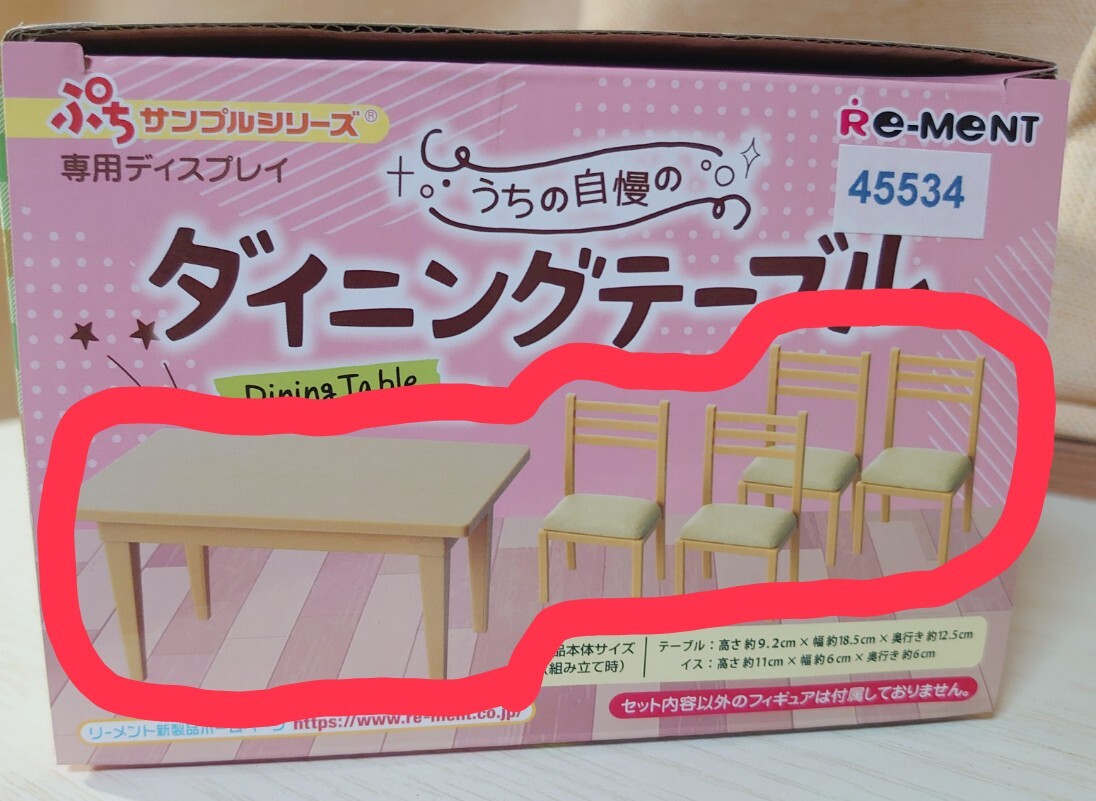 ぷちサンプルシリーズ®
専用ディスプレイ
Re-MeNT
45534
うちの自慢の
ダイニングテーブル
Dining Table
品本体サイズ
(組み立て時)
テーブル：高さ約9.2cm×幅約18.5cm×奥行き約12.5cm
イス：高さ約11cm×幅約6cm×奥行き約6cm
セット内容以外のフィギュアは付属しておりません。
リーメント新製品ホームページ https://www.re-ment.co.jp/